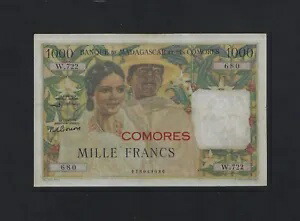 1000 BANQUE DE MADAGASCAR ET DES COMORES 1000
W.722 680
COMORES
MILLE FRANCS
680 W.722